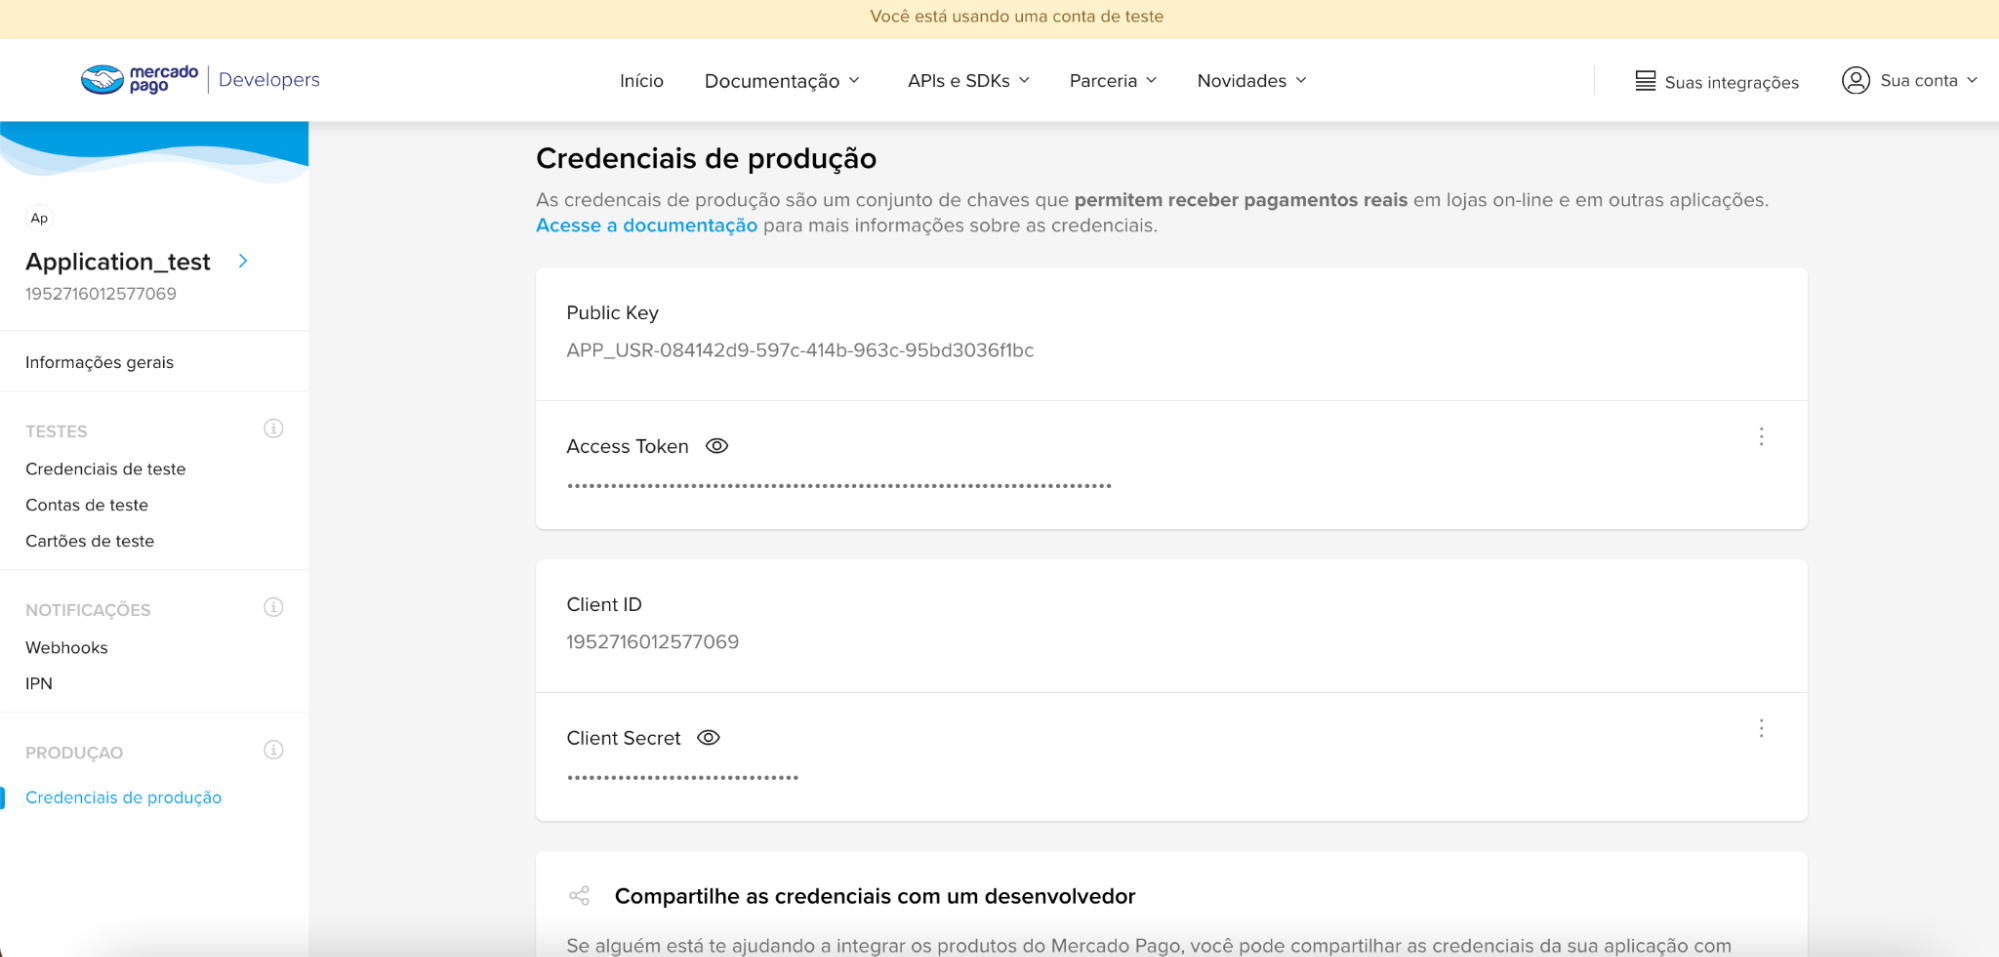 Você está usando uma conta de teste
mercado pago | Developers
Início
Documentação
APIs e SDKs
Parceria
Novidades
Suas integrações
Sua conta
Ap
Application_test
1952716012577069
Informações gerais
TESTES
Credenciais de teste
Contas de teste
Cartões de teste
NOTIFICAÇÕES
Webhooks
IPN
PRODUÇAO
Credenciais de produção
Credenciais de produção
As credencais de produção são um conjunto de chaves que permitem receber pagamentos reais em lojas on-line e em outras aplicações.
Acesse a documentação para mais informações sobre as credenciais.
Public Key
APP_USR-084142d9-597c-414b-963c-95bd3036f1bc
Access Token
Client ID
1952716012577069
Client Secret
Compartilhe as credenciais com um desenvolvedor
Se alguém está te ajudando a integrar os produtos do Mercado Pago, você pode compartilhar as credenciais da sua aplicação com